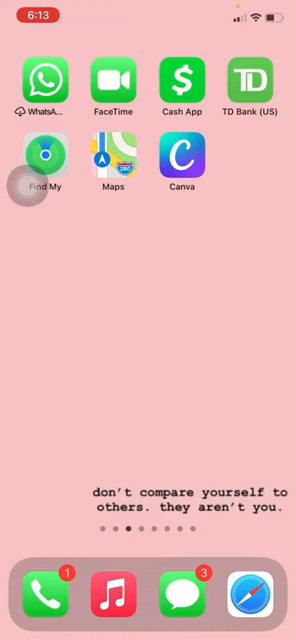 6:13
WhatsA... FaceTime Cash App TD Bank (US)
Find My Maps Canva
don't compare yourself to
others. they aren't you.
1 3